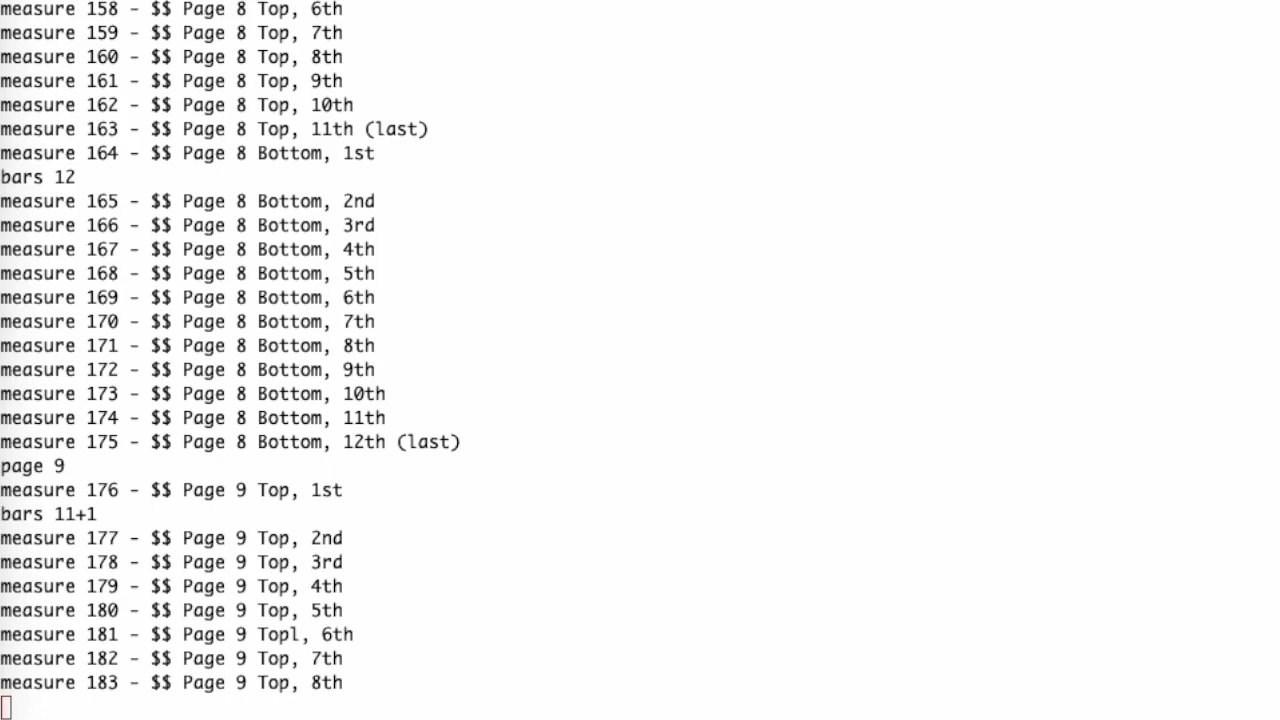 measure 158 - $$ Page 8 Top, 6th
measure 159 - $$ Page 8 Top, 7th
measure 160 - $$ Page 8 Top, 8th
measure 161 - $$ Page 8 Top, 9th
measure 162 - $$ Page 8 Top, 10th
measure 163 - $$ Page 8 Top, 11th (last)
measure 164 - $$ Page 8 Bottom, 1st
bars 12
measure 165 - $$ Page 8 Bottom, 2nd
measure 166 - $$ Page 8 Bottom, 3rd
measure 167 - $$ Page 8 Bottom, 4th
measure 168 - $$ Page 8 Bottom, 5th
measure 169 - $$ Page 8 Bottom, 6th
measure 170 - $$ Page 8 Bottom, 7th
measure 171 - $$ Page 8 Bottom, 8th
measure 172 - $$ Page 8 Bottom, 9th
measure 173 - $$ Page 8 Bottom, 10th
measure 174 - $$ Page 8 Bottom, 11th
measure 175 - $$ Page 8 Bottom, 12th (last)
page 9
measure 176 - $$ Page 9 Top, 1st
bars 11+1
measure 177 - $$ Page 9 Top, 2nd
measure 178 - $$ Page 9 Top, 3rd
measure 179 - $$ Page 9 Top, 4th
measure 180 - $$ Page 9 Top, 5th
measure 181 - $$ Page 9 Topl, 6th
measure 182 - $$ Page 9 Top, 7th
measure 183 - $$ Page 9 Top, 8th